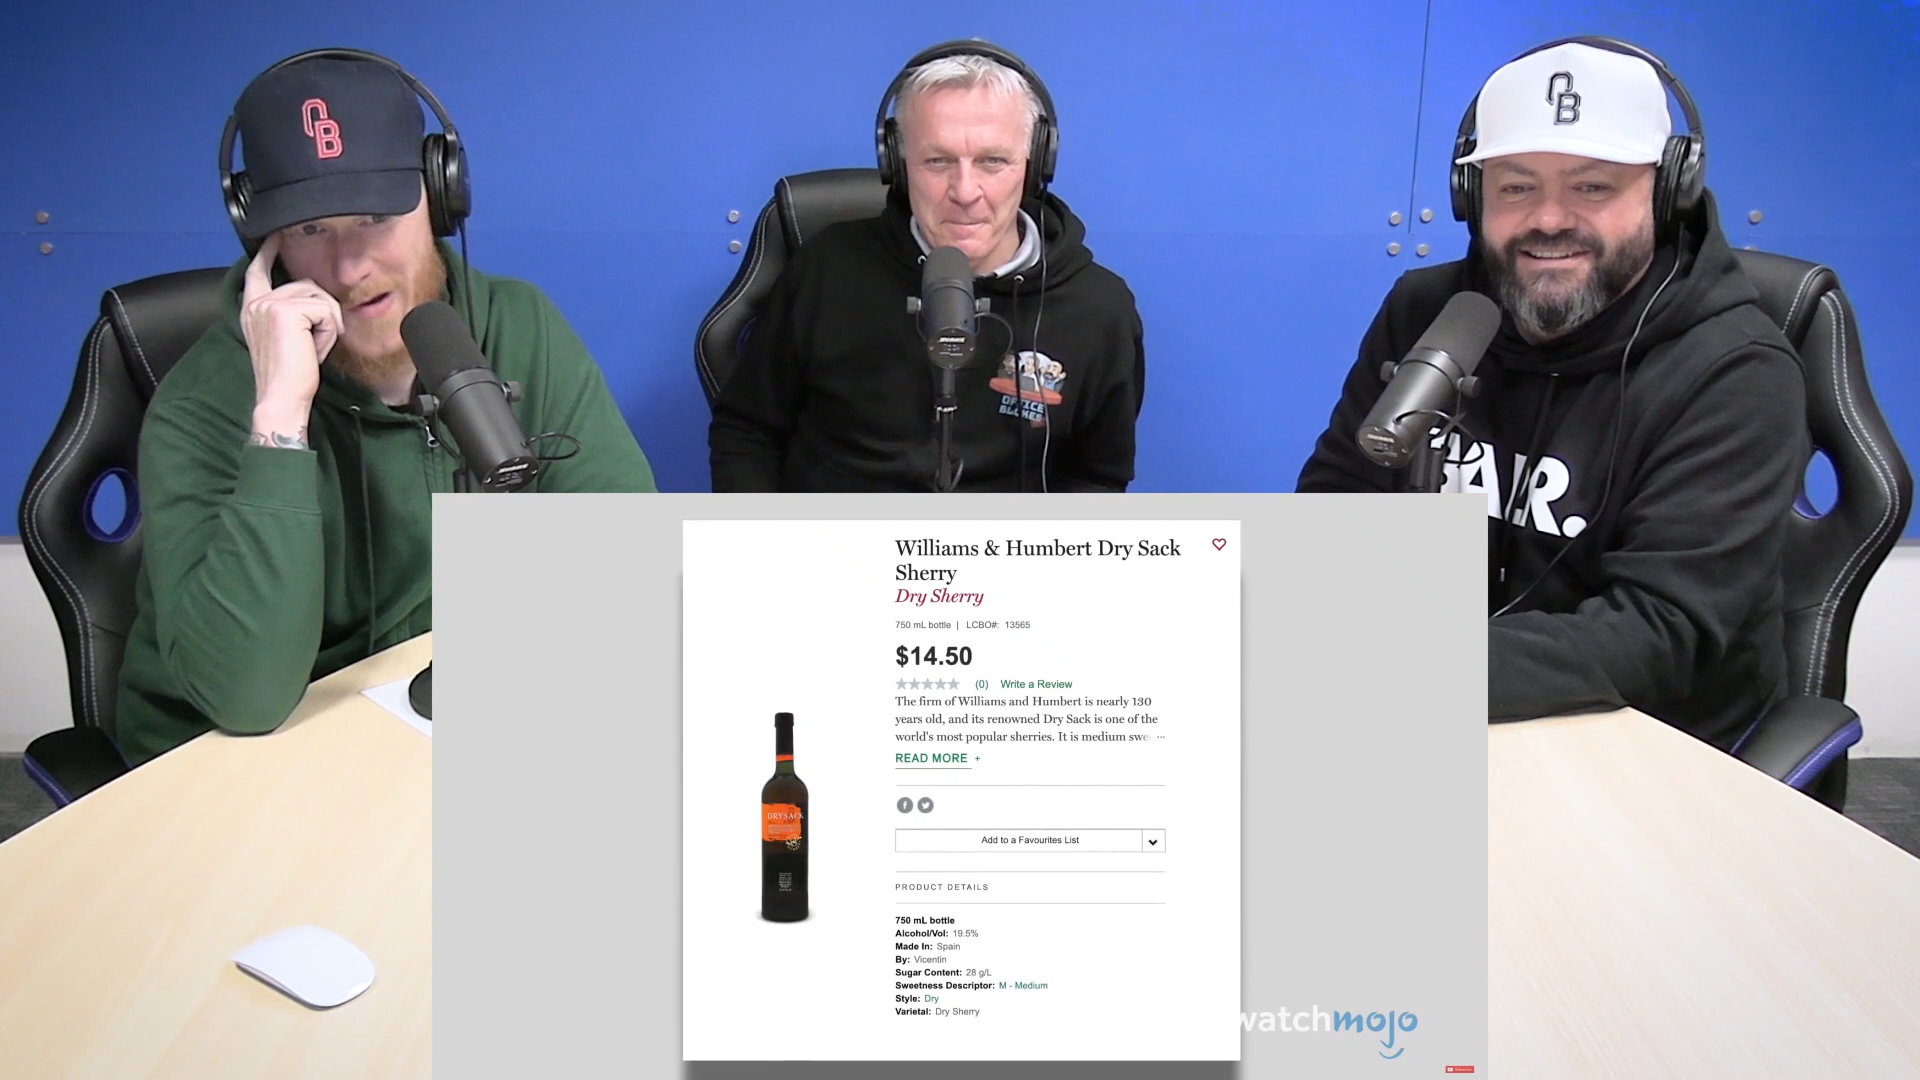 OB
OB
OFFICE
BLOKES
AIR.
Williams & Humbert Dry Sack
Sherry
Dry Sherry
750 mL bottle | LCBO#: 13565
$14.50
(0) Write a Review
The firm of Williams and Humbert is nearly 130
years old, and its renowned Dry Sack is one of the
world's most popular sherries. It is medium swe ...
READ MORE +
DRY SACK
Add to a Favourites List
PRODUCT DETAILS
750 mL bottle
Alcohol/Vol: 19.5%
Made In: Spain
By: Vicentin
Sugar Content: 28 g/L
Sweetness Descriptor: M - Medium
Style: Dry
Varietal: Dry Sherry
watchmojo